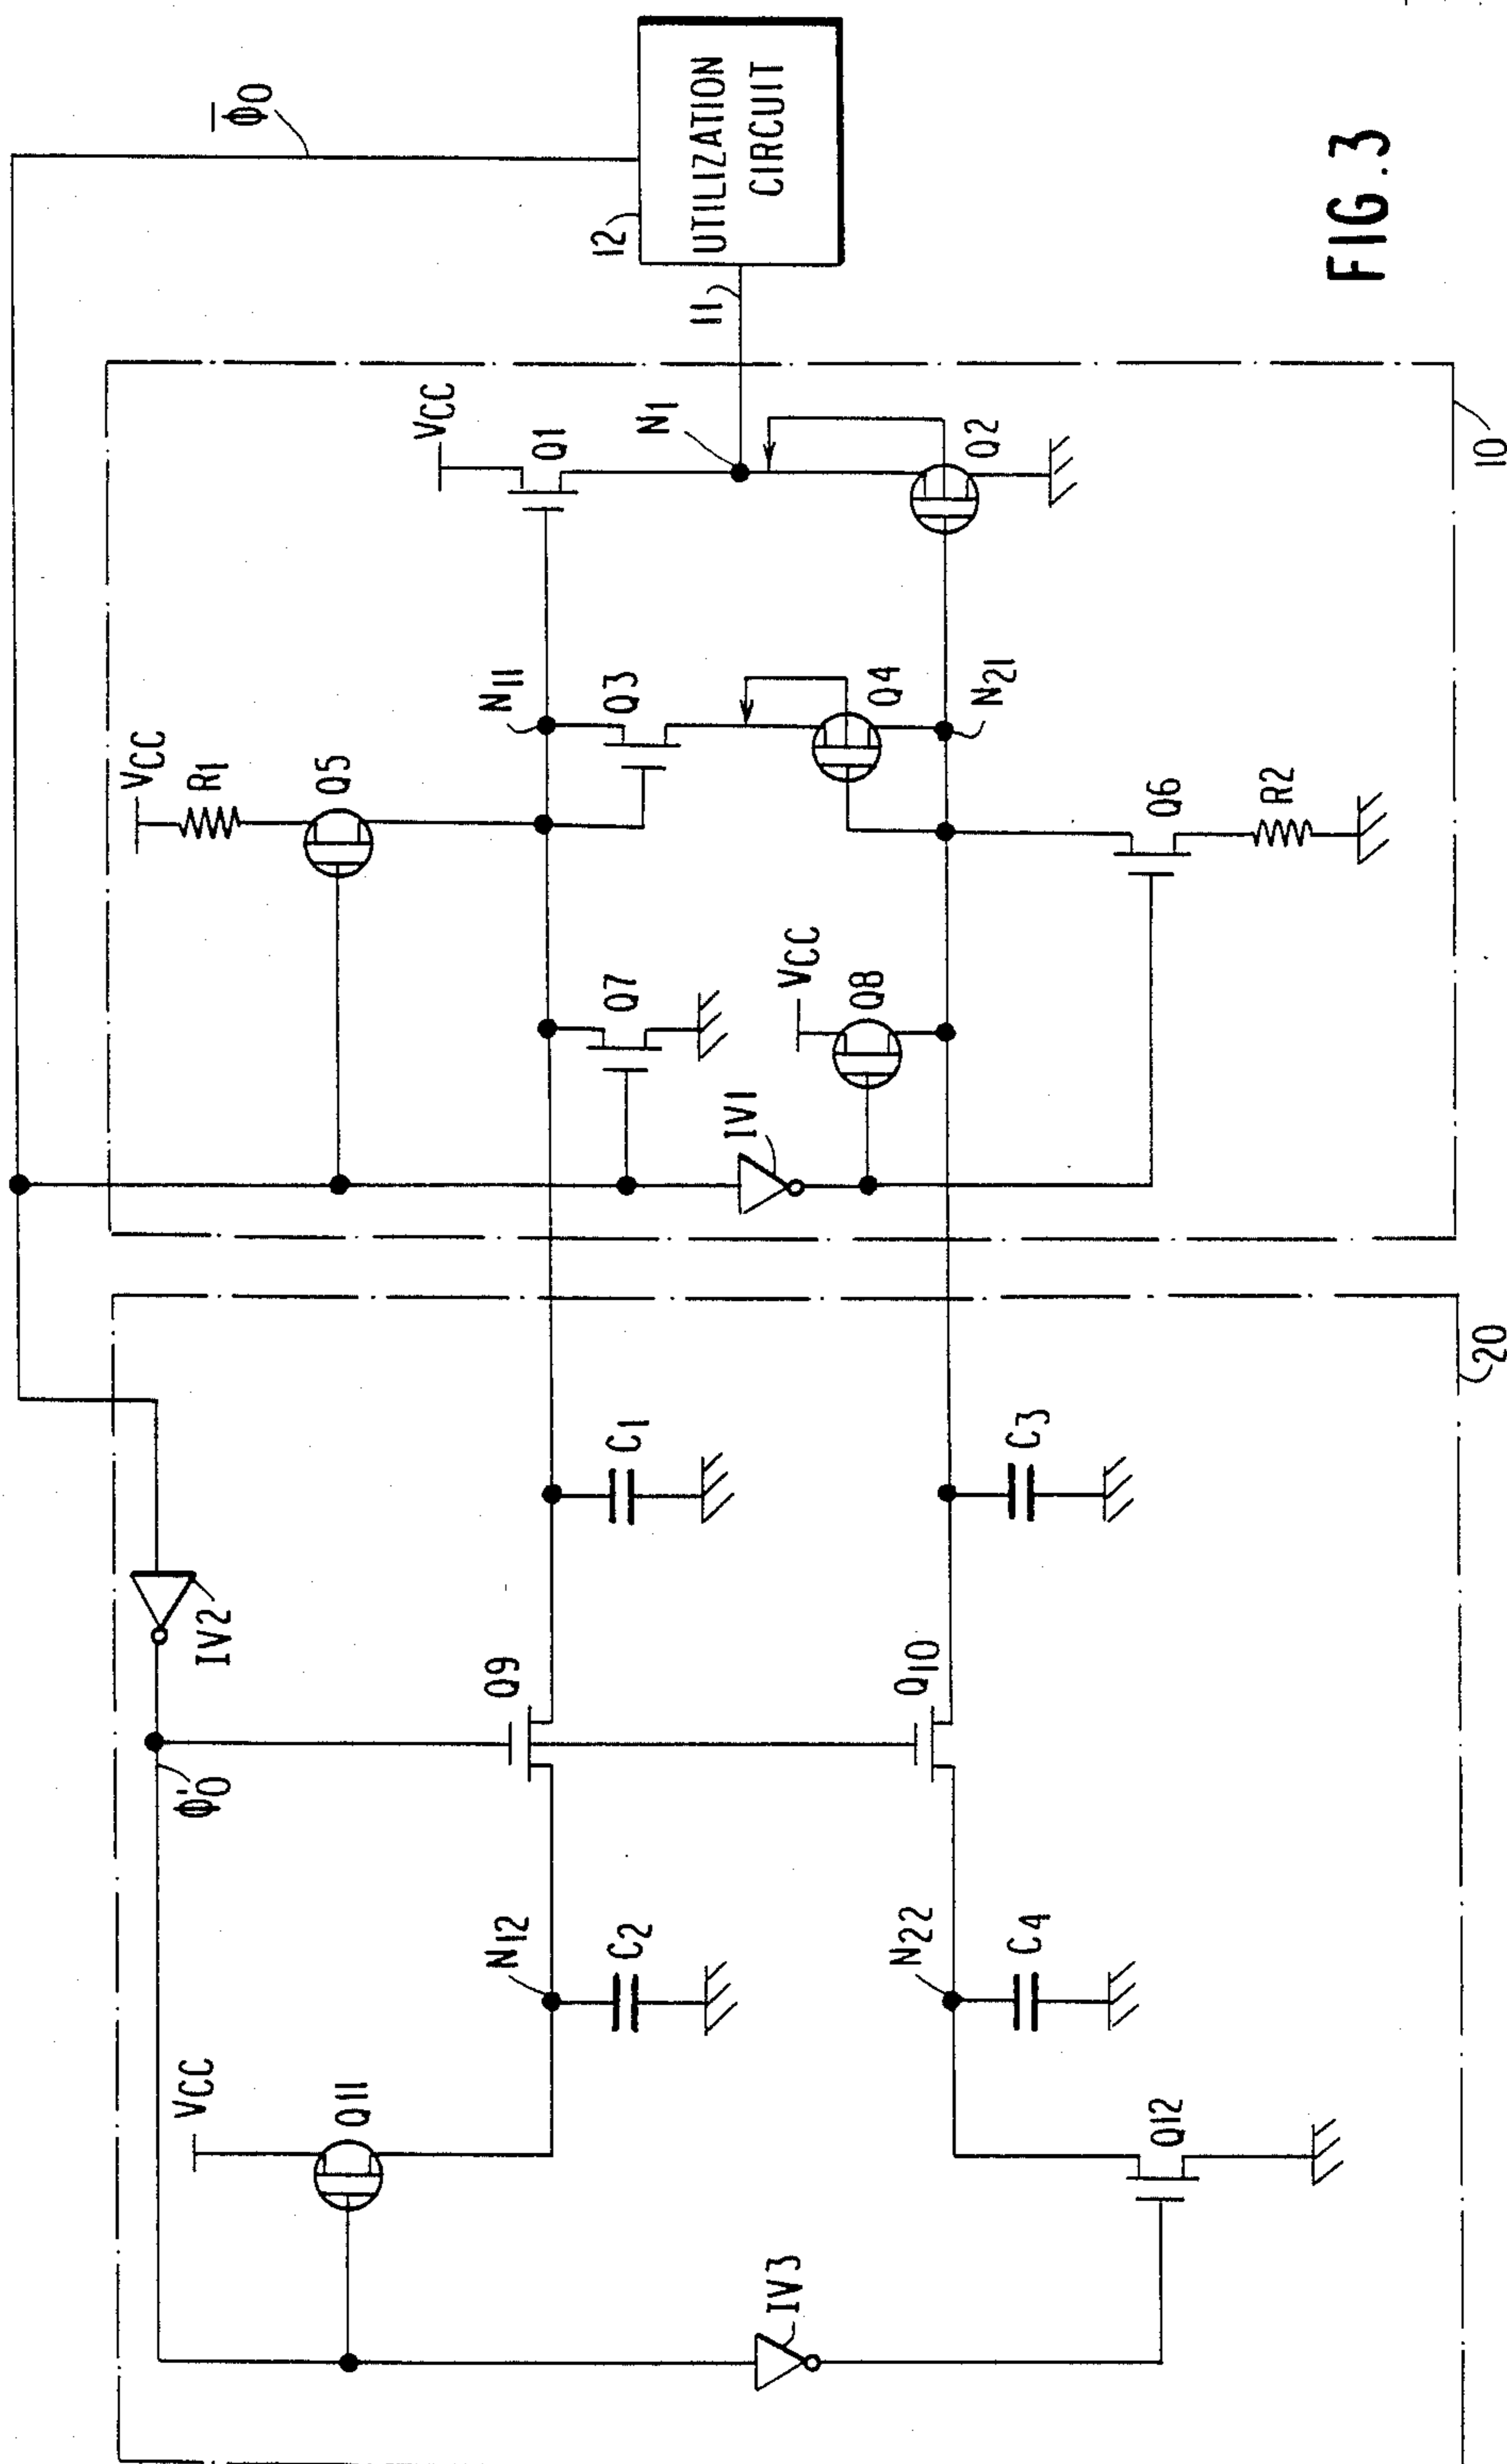 Φ̅0
12
UTILIZATION
CIRCUIT
11
FIG.3
VCC
R1
Q5
N11
VCC
Q1
N1
Q3
Q4
Q2
N21
Q7
VCC
Q8
IV1
Q6
R2
10
IV2
Φ'0
Q9
C1
Q10
C3
N12
C2
N22
C4
VCC
Q11
IV3
Q12
20